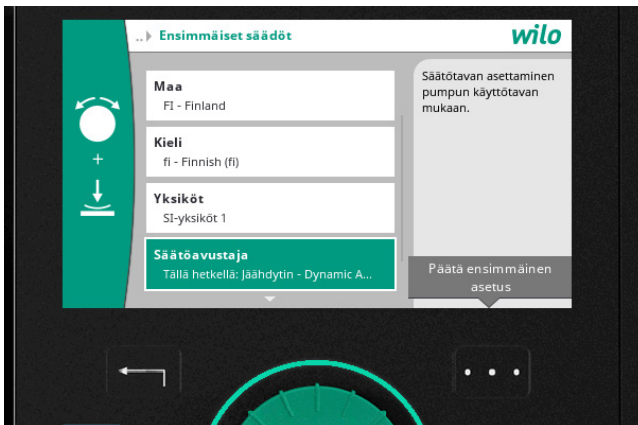 ..
Ensimmäiset säädöt
wilo
Maa
FI - Finland
Kieli
fi - Finnish (fi)
Yksiköt
SI-yksiköt 1
Säätöavustaja
Tällä hetkellä: Jäähdytin - Dynamic A...
Säätötavan asettaminen
pumpun käyttötavan
mukaan.
Päätä ensimmäinen
asetus